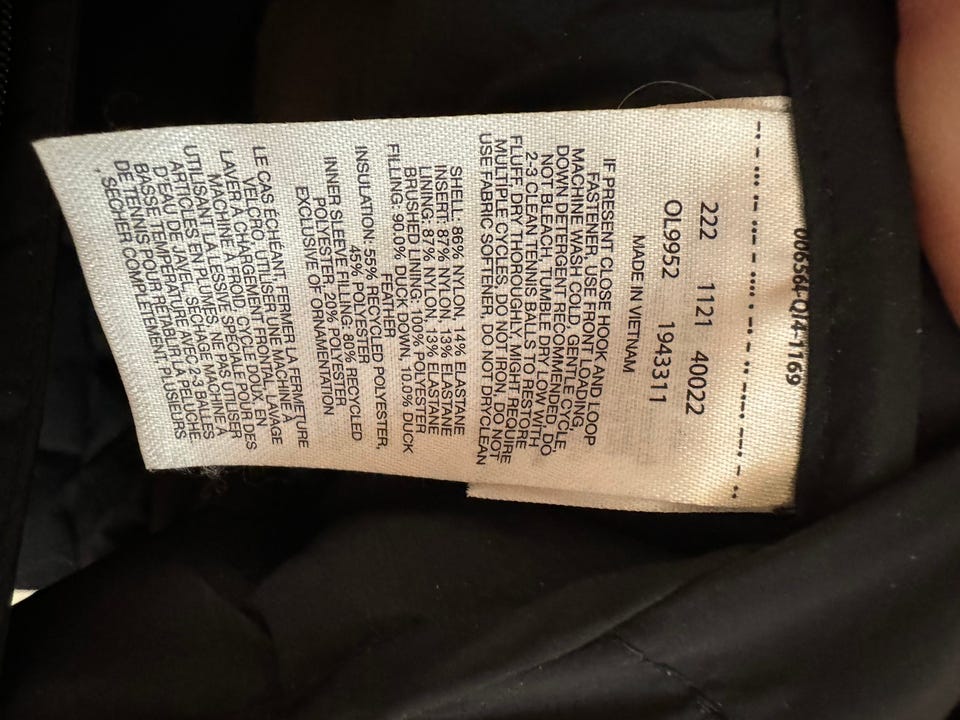 006564-Q14-1169
222 1121 40022
OL9952 1943311
MADE IN VIETNAM
IF PRESENT, CLOSE HOOK AND LOOP
FASTENER, USE FRONT LOADING
MACHINE WASH COLD, GENTLE CYCLE,
DOWN DETERGENT RECOMMENDED, DO
NOT BLEACH, TUMBLE DRY LOW WITH
2-3 CLEAN TENNIS BALLS TO RESTORE
FLUFF, DRY THOROUGHLY, MIGHT REQUIRE
MULTIPLE CYCLES, DO NOT IRON, DO NOT
USE FABRIC SOFTENER, DO NOT DRYCLEAN
SHELL: 86% NYLON, 14% ELASTANE
INSERT: 87% NYLON, 13% ELASTANE
LINING: 87% NYLON, 13% ELASTANE
BRUSHED LINING: 100% POLYESTER
FILLING: 90.0% DUCK DOWN, 10.0% DUCK
FEATHER
INSULATION: 55% RECYCLED POLYESTER,
45% POLYESTER
INNER SLEEVE FILLING: 80% RECYCLED
POLYESTER, 20% POLYESTER
EXCLUSIVE OF ORNAMENTATION
LE CAS ÉCHÉANT, FERMER LA FERMETURE
VELCRO, UTILISER UNE MACHINE À
LAVER À CHARGEMENT FRONTAL, LAVAGE
MACHINE À FROID, CYCLE DOUX, EN
UTILISANT LA LESSIVE SPÉCIALE POUR DES
ARTICLES EN PLUMES, NE PAS UTILISER
D'EAU DE JAVEL, SÉCHAGE MACHINE À
BASSE TEMPÉRATURE AVEC 2-3 BALLES
DE TENNIS POUR RÉTABLIR LA PELUCHE
, SÉCHER COMPLÈTEMENT, PLUSIEURS